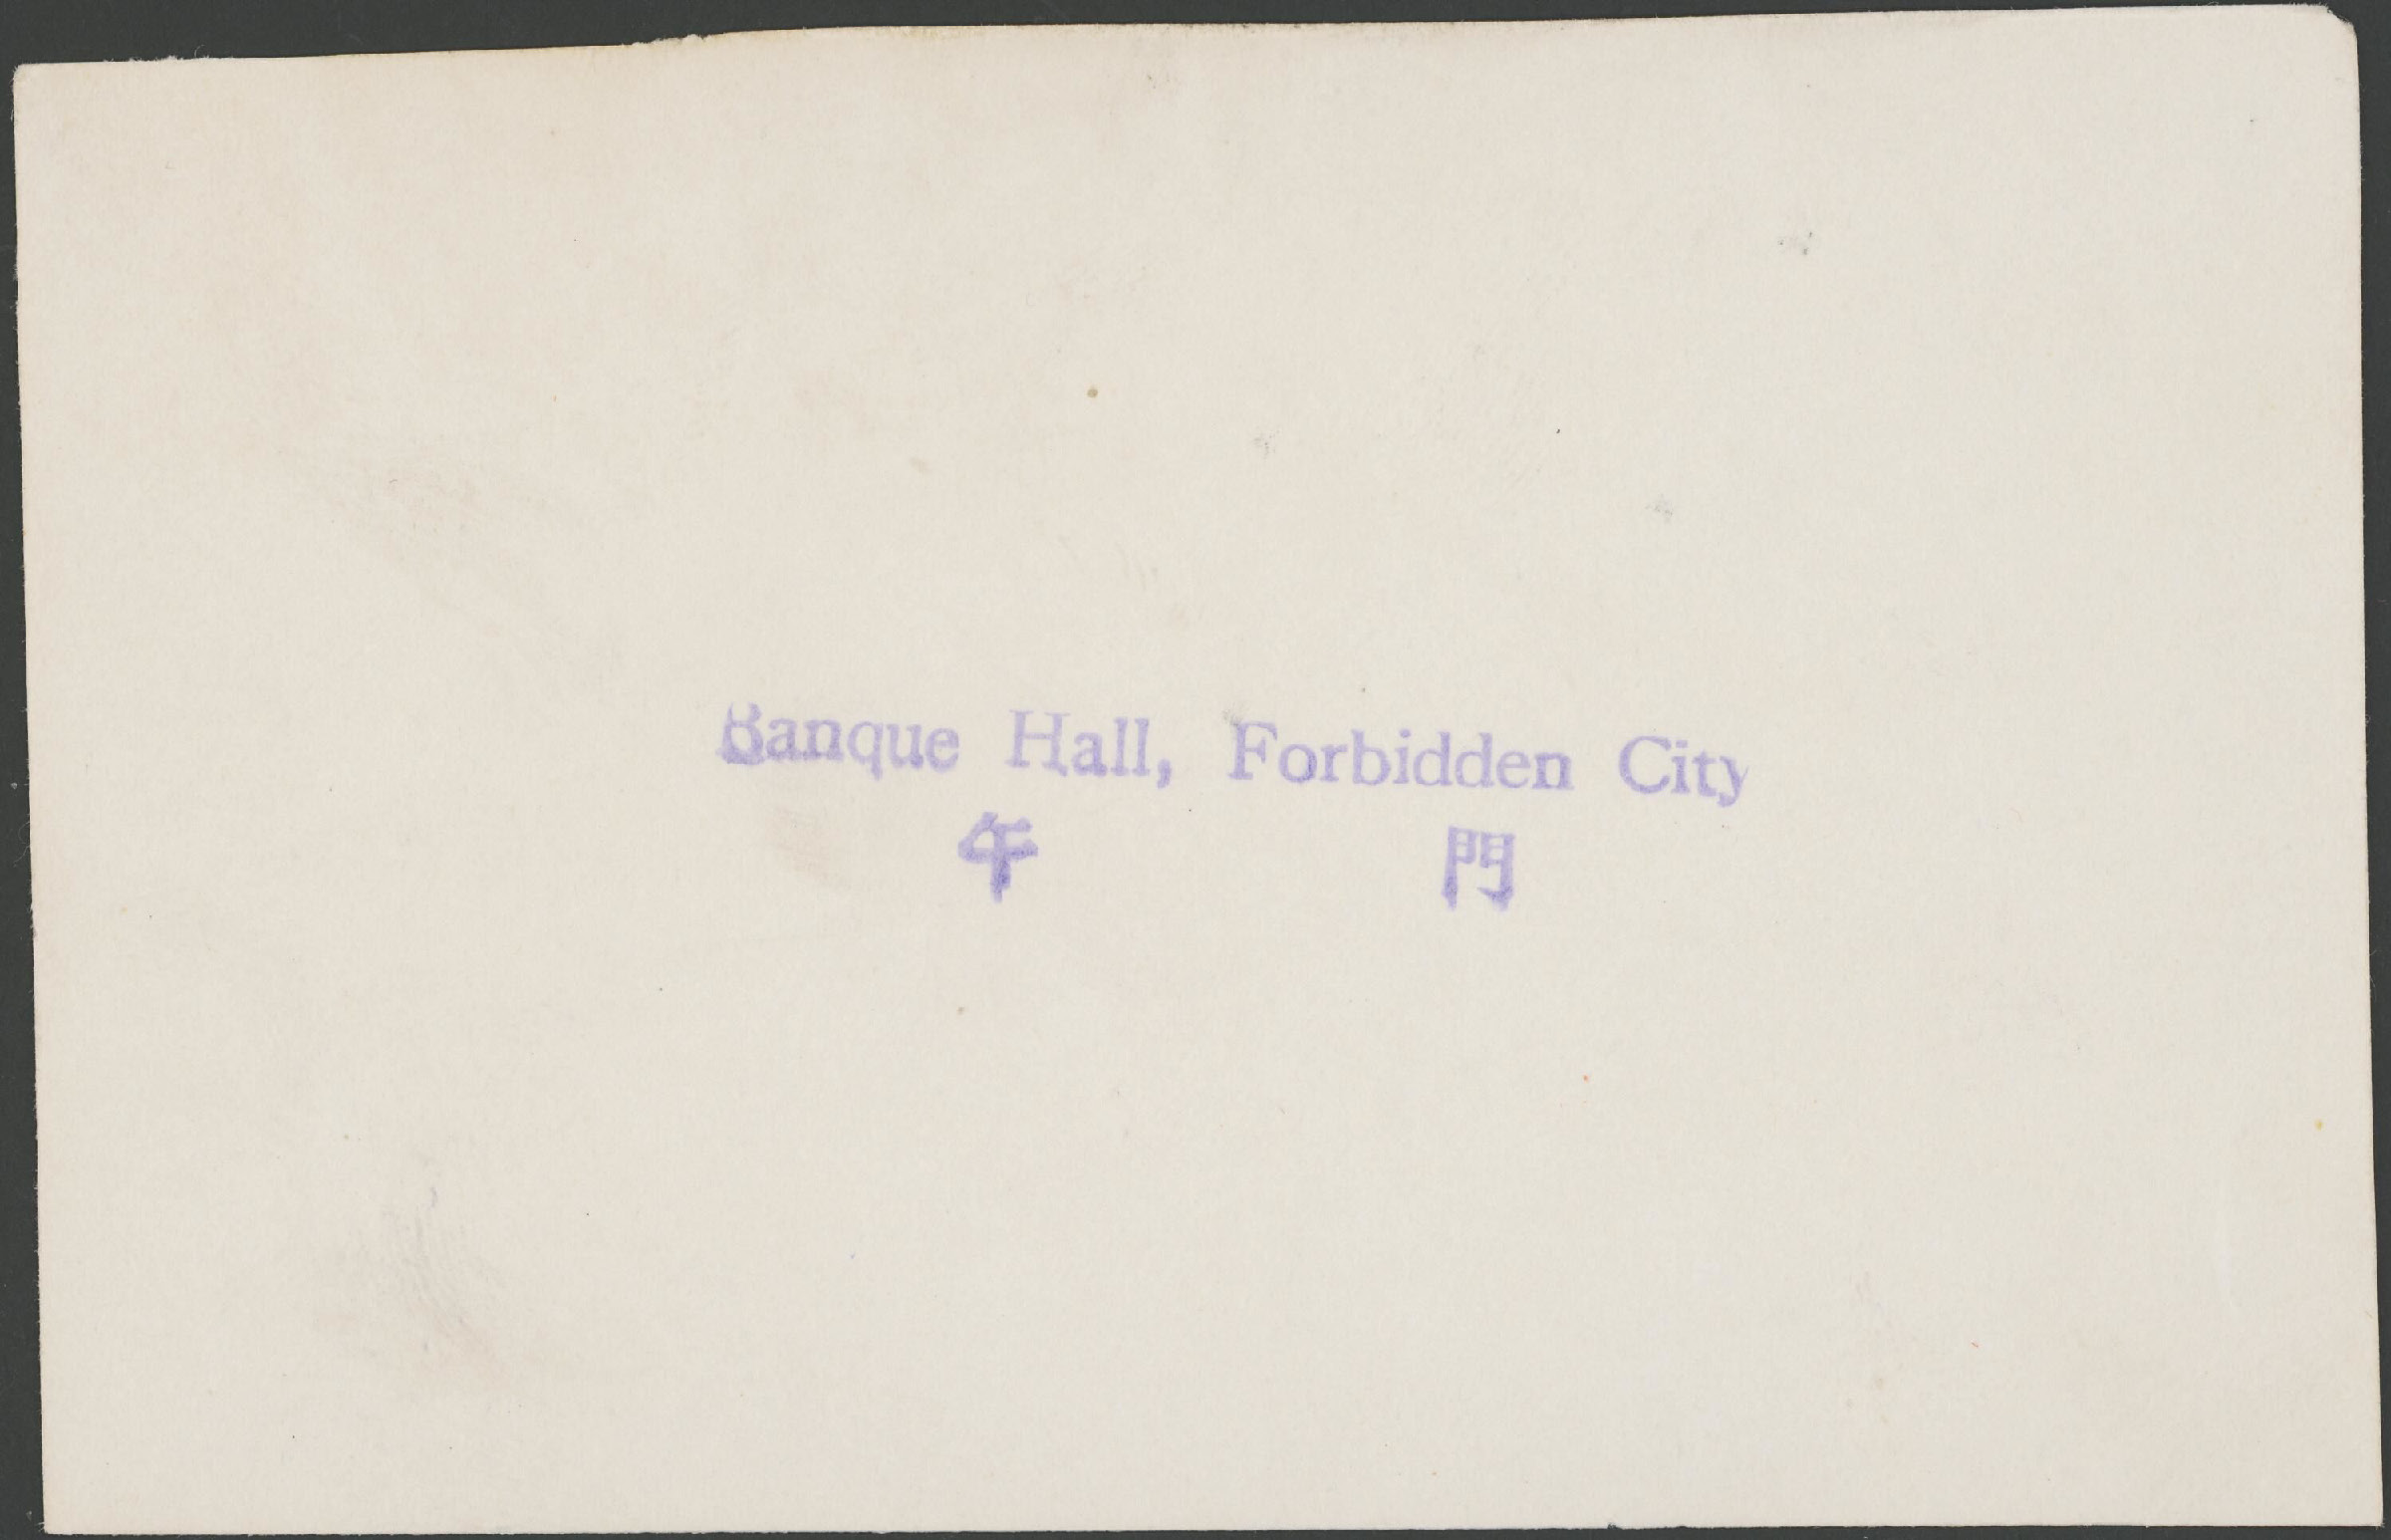 Banque Hall, Forbidden City
午 門